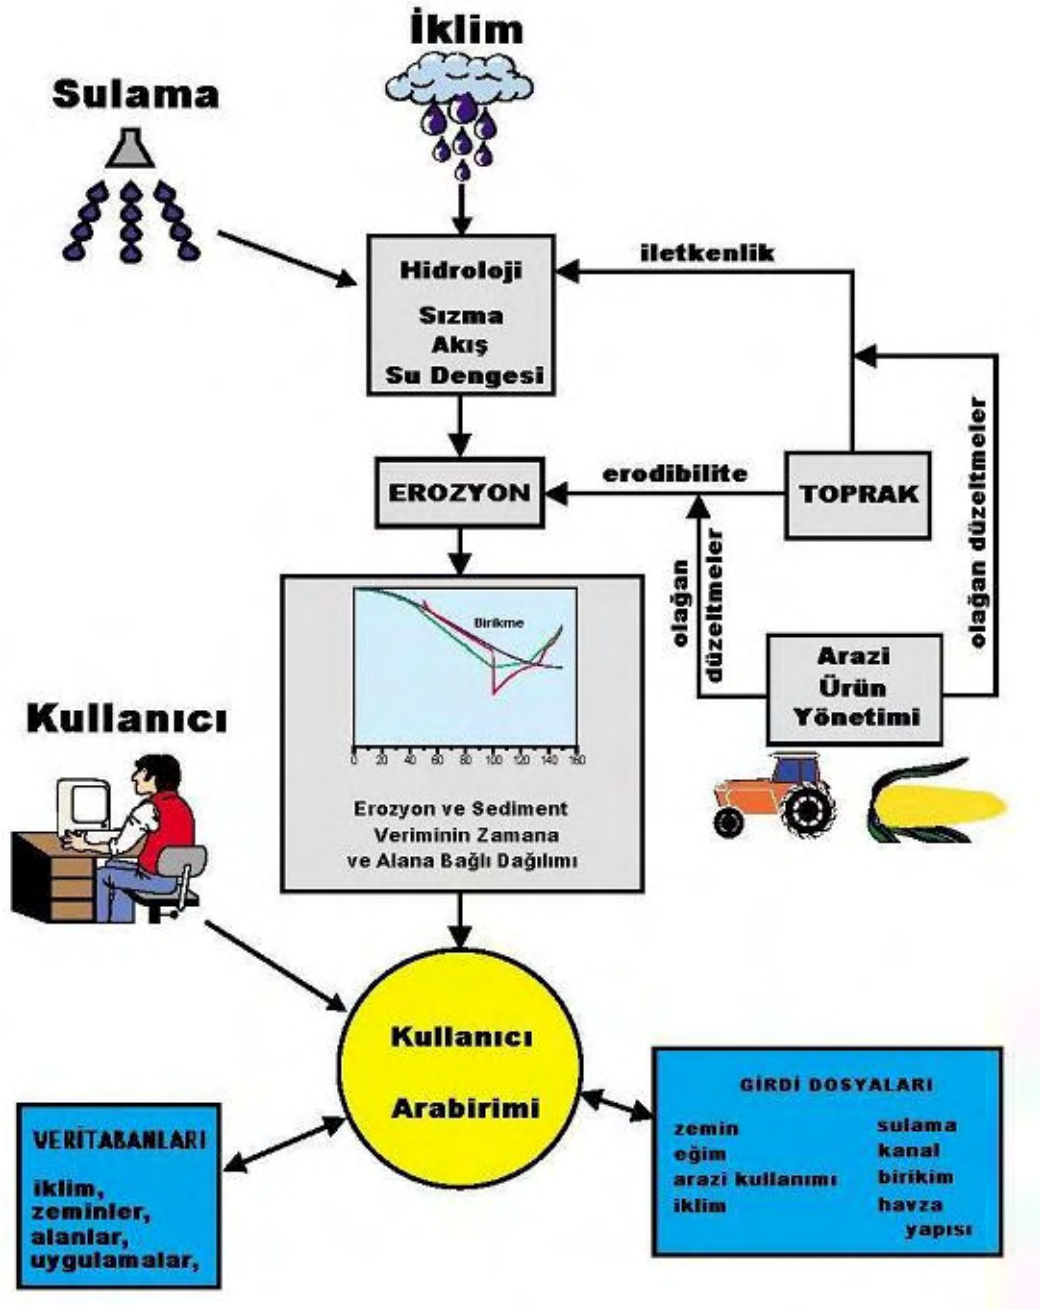 İklim
Sulama
Hidroloji
Sızma
Akış
Su Dengesi
iletkenlik
olağan düzeltmeler
EROZYON
erodibilite
TOPRAK
olağan
düzeltmeler
Arazi
Ürün
Yönetimi
Birikme
0 20 40 60 80 100 120 140 160
Erozyon ve Sediment
Veriminin Zamana
ve Alana Bağlı Dağılımı
Kullanıcı
Kullanıcı
Arabirimi
VERİTABANLARI
iklim,
zeminler,
alanlar,
uygulamalar,
GİRDİ DOSYALARI
zemin
eğim
arazi kullanımı
iklim
sulama
kanal
birikim
havza
yapısı